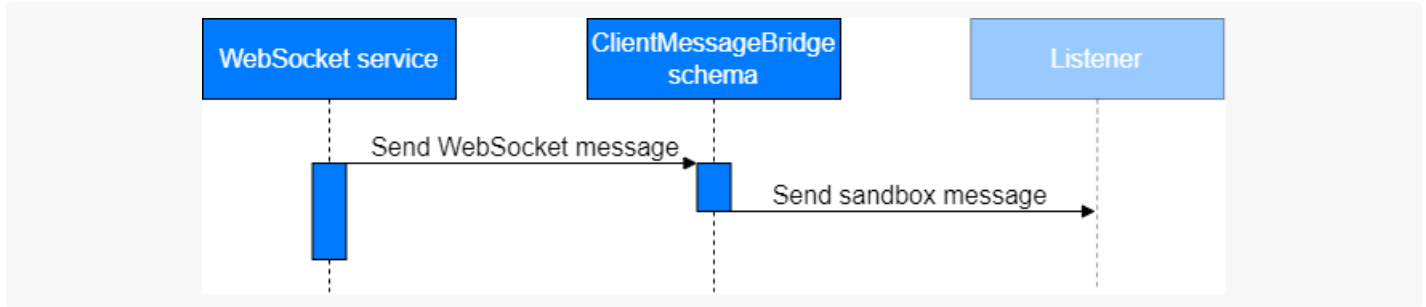 WebSocket service
ClientMessageBridge
schema
Listener
Send WebSocket message
Send sandbox message